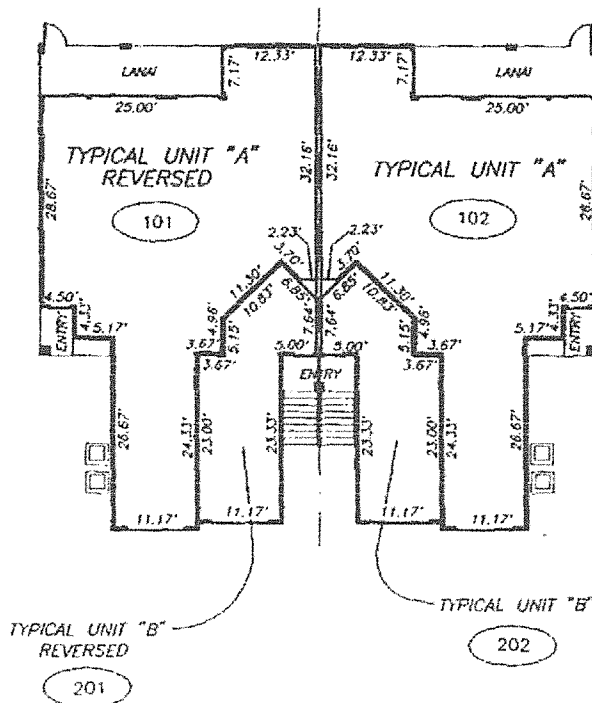 12.33' 12.33'
LANAI 7.17' 7.17' LANAI
25.00' 25.00'
TYPICAL UNIT "A"
REVERSED
TYPICAL UNIT "A"
32.16' 32.16'
28.67' 101 102 28.67'
2.23' 2.23'
3.70' 3.70'
11.30' 6.85' 6.85' 11.30'
10.83' 10.83'
4.50' 4.50'
4.33' 4.96' 7.64' 7.64' 4.96' 4.33'
ENTRY 5.17' 5.15' 5.15' 5.17' ENTRY
3.67' 5.00' 5.00' 3.67'
3.67' 3.67'
ENTRY
26.67' 24.33' 23.00' 23.33' 23.33' 23.00' 24.33' 26.67'
11.17' 11.17' 11.17' 11.17'
TYPICAL UNIT "B"
REVERSED
201
TYPICAL UNIT "B"
202